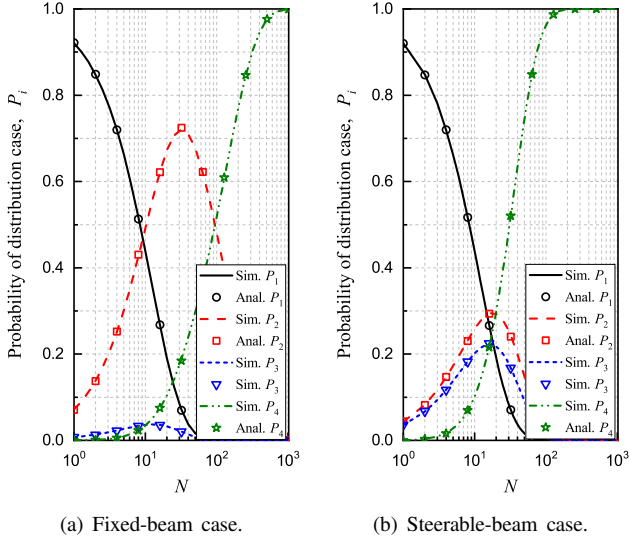 Probability of distribution case, P_i
1.0
0.8
0.6
0.4
0.2
0.0
10^0
10^1
10^2
10^3
N
Sim. P_1
Anal. P_1
Sim. P_2
Anal. P_2
Sim. P_3
Sim. P_3
Sim. P_4
Anal. P_4
(a) Fixed-beam case.
Probability of distribution case, P_i
1.0
0.8
0.6
0.4
0.2
0.0
10^0
10^1
10^2
10^3
N
Sim. P_1
Anal. P_1
Sim. P_2
Anal. P_2
Sim. P_3
Sim. P_3
Sim. P_4
Anal. P_4
(b) Steerable-beam case.